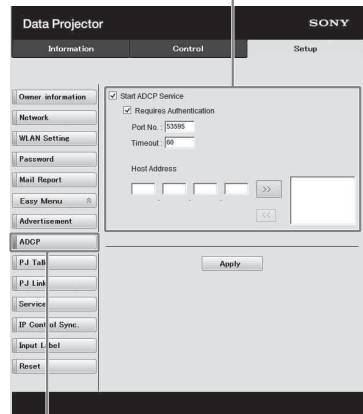 Data Projector
SONY
Information
Control
Setup
Owner information
Network
WLAN Setting
Password
Mail Report
Easy Menu
Advertisement
ADCP
PJ Talk
PJ Link
Service
IP Control Sync.
Input Label
Reset
Start ADCP Service
Requires Authentication
Port No. : 53595
Timeout : 60
Host Address
. . .
>>
<<
Apply